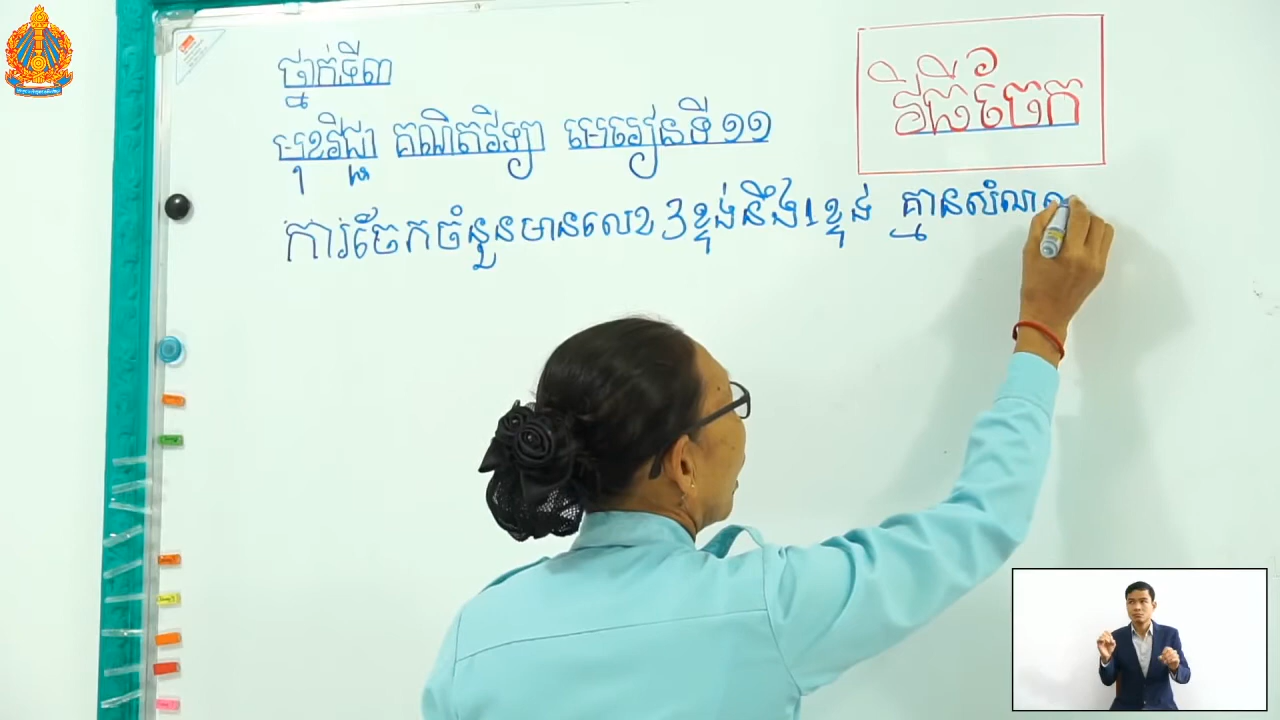 ថ្នាក់ទី៣
វិធីចែក
មុខវិជ្ជា គណិតវិទ្យា មេរៀនទី ១១
ការចែកចំនួនមានលេខ 3 ខ្ទង់នឹង 1 ខ្ទង់ គ្មានសំណល